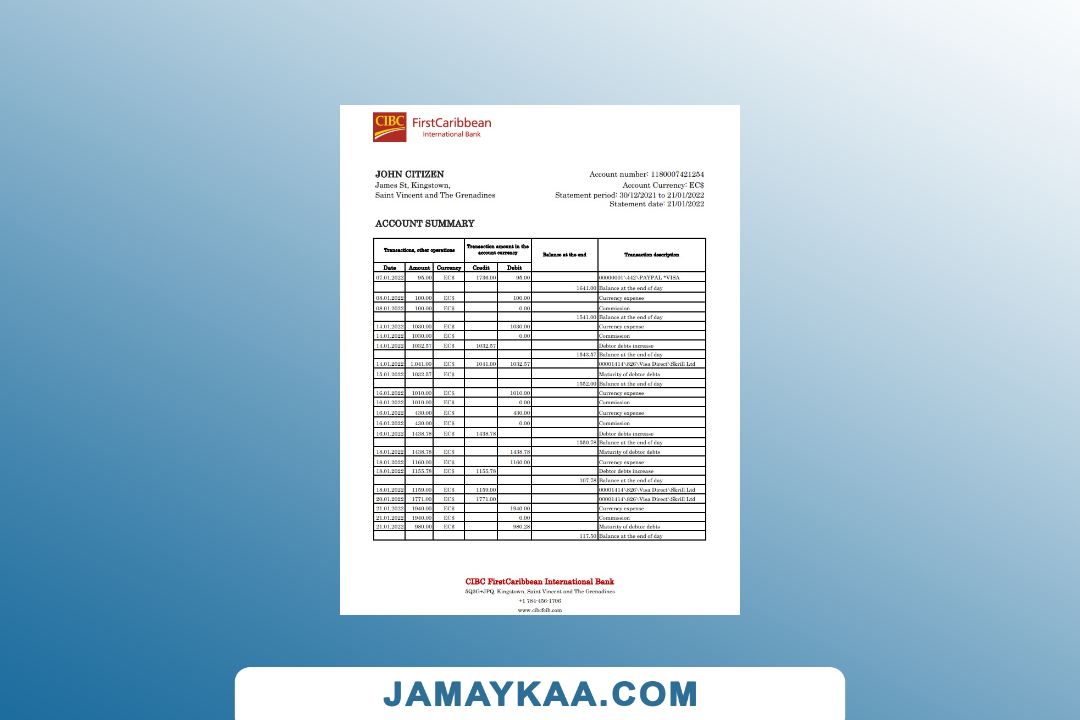 CIBC FirstCaribbean
International Bank
JOHN CITIZEN Account number: 1180007421254
James St, Kingstown, Account Currency: EC$
Saint Vincent and The Grenadines Statement period: 30/12/2021 to 21/01/2022
Statement date: 21/01/2022
ACCOUNT SUMMARY
Transactions, other operations Transaction amount in the account currency Balance at the end Transaction description
Date Amount Currency Credit Debit
07.01.2022 95.00 EC$ 1736.00 95.00 00000001\442\PAYPAL *VISA
1641.00 Balance at the end of day
08.01.2022 100.00 EC$ 100.00 Currency expense
08.01.2022 100.00 EC$ 0.00 Commission
1541.00 Balance at the end of day
14.01.2022 1030.00 EC$ 1030.00 Currency expense
14.01.2022 1030.00 EC$ 0.00 Commission
14.01.2022 1032.57 EC$ 1032.57 Debtor debts increase
1543.57 Balance at the end of day
14.01.2022 1,041.00 EC$ 1041.00 1032.57 00001414\826\Visa Direct\Skrill Ltd
15.01.2022 1032.57 EC$ Maturity of debtor debts
1552.00 Balance at the end of day
16.01.2022 1010.00 EC$ 1010.00 Currency expense
16.01.2022 1010.00 EC$ 0.00 Commission
16.01.2022 430.00 EC$ 430.00 Currency expense
16.01.2022 430.00 EC$ 0.00 Commission
16.01.2022 1438.78 EC$ 1438.78 Debtor debts increase
1550.78 Balance at the end of day
18.01.2022 1438.78 EC$ 1438.78 Maturity of debtor debts
18.01.2022 1160.00 EC$ 1160.00 Currency expense
18.01.2022 1155.78 EC$ 1155.78 Debtor debts increase
107.78 Balance at the end of day
18.01.2022 1159.00 EC$ 1159.00 00001414\826\Visa Direct\Skrill Ltd
20.01.2022 1771.00 EC$ 1771.00 00001414\826\Visa Direct\Skrill Ltd
21.01.2022 1940.00 EC$ 1940.00 Currency expense
21.01.2022 1940.00 EC$ 0.00 Commission
21.01.2022 980.00 EC$ 980.28 Maturity of debtor debts
117.50 Balance at the end of day
CIBC FirstCaribbean International Bank
Kingstown, Saint Vincent and The Grenadines
+1 784-456-1706
www.cibcfcib.com
JAMAYKAA.COM